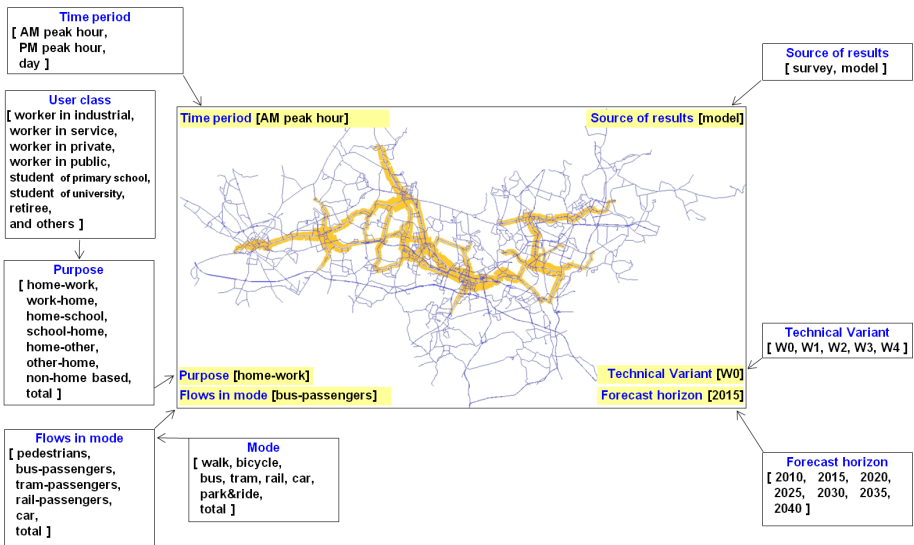 Time period
[ AM peak hour,
PM peak hour,
day ]
Source of results
[ survey, model ]
User class
[ worker in industrial,
worker in service,
worker in private,
worker in public,
student of primary school,
student of university,
retiree,
and others ]
Time period [AM peak hour]
Source of results [model]
Purpose
[ home-work,
work-home,
home-school,
school-home,
home-other,
other-home,
non-home based,
total ]
Technical Variant
[ W0, W1, W2, W3, W4 ]
Purpose [home-work]
Technical Variant [W0]
Flows in mode [bus-passengers]
Forecast horizon [2015]
Flows in mode
[ pedestrians,
bus-passengers,
tram-passengers,
rail-passengers,
car,
total ]
Mode
[ walk, bicycle,
bus, tram, rail, car,
park&ride,
total ]
Forecast horizon
[ 2010, 2015, 2020,
2025, 2030, 2035,
2040 ]